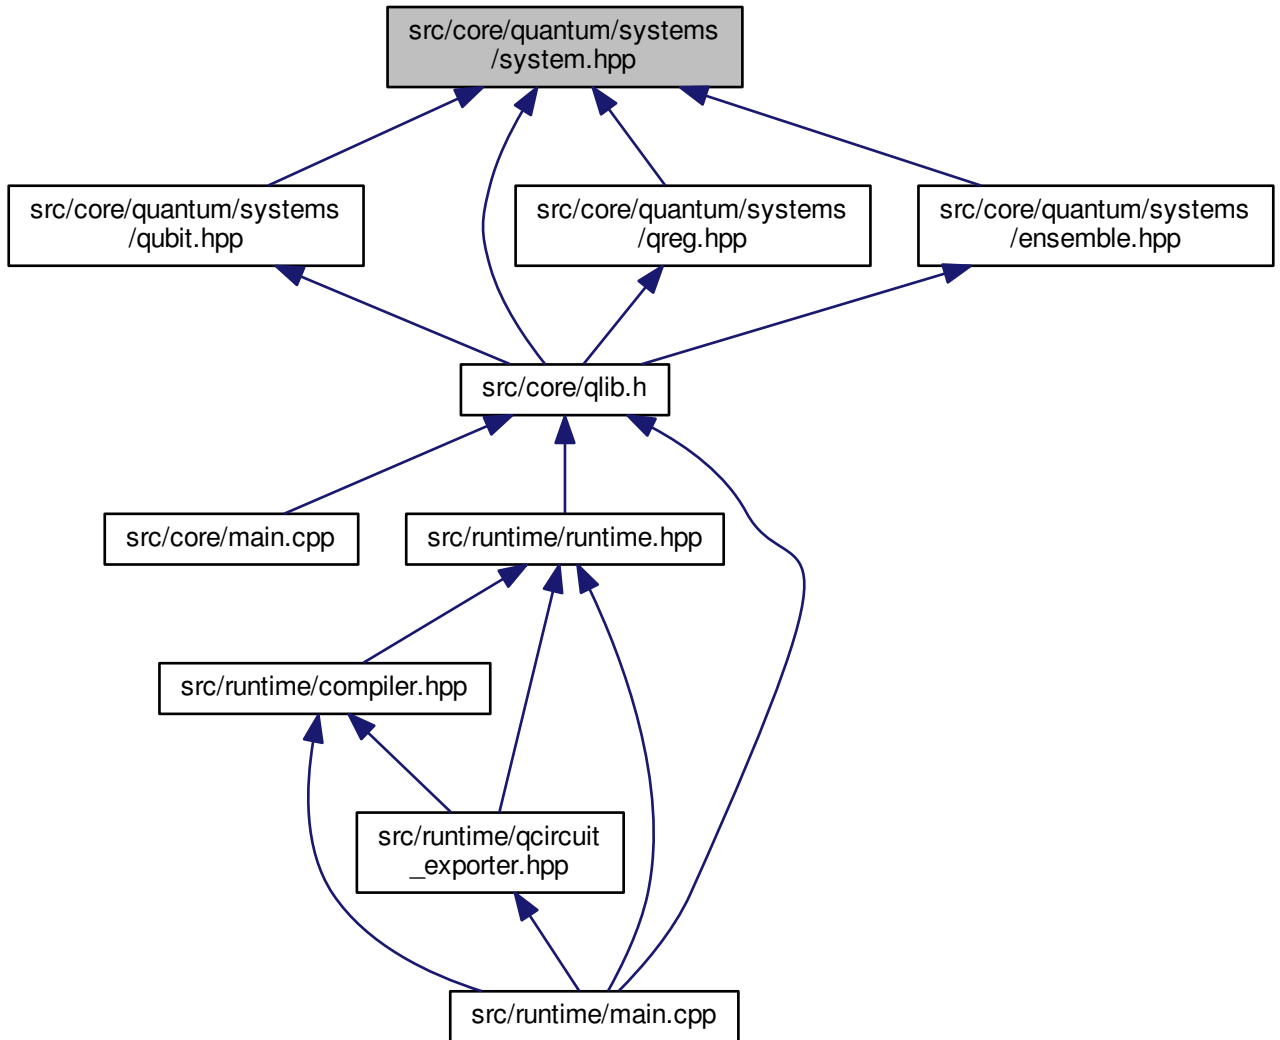 src/core/quantum/systems
/system.hpp
src/core/quantum/systems
/qubit.hpp
src/core/quantum/systems
/qreg.hpp
src/core/quantum/systems
/ensemble.hpp
src/core/qlib.h
src/core/main.cpp
src/runtime/runtime.hpp
src/runtime/compiler.hpp
src/runtime/qcircuit
_exporter.hpp
src/runtime/main.cpp